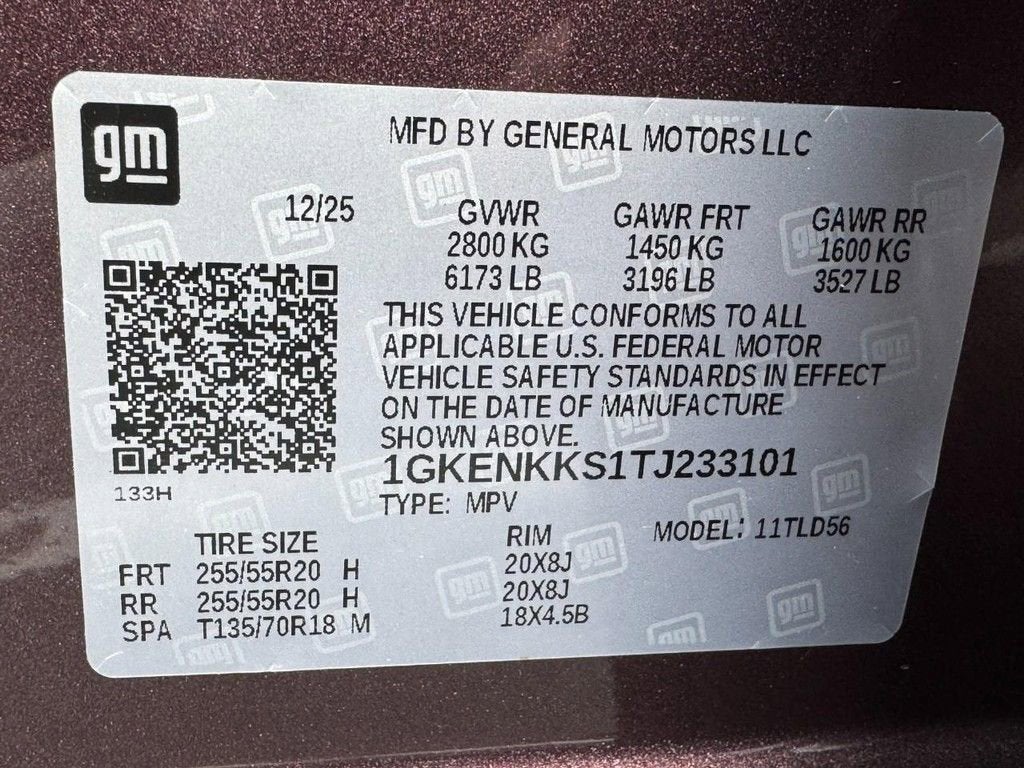 gm
MFD BY GENERAL MOTORS LLC
12/25 GVWR GAWR FRT GAWR RR
2800 KG 1450 KG 1600 KG
6173 LB 3196 LB 3527 LB
THIS VEHICLE CONFORMS TO ALL
APPLICABLE U.S. FEDERAL MOTOR
VEHICLE SAFETY STANDARDS IN EFFECT
ON THE DATE OF MANUFACTURE
SHOWN ABOVE.
1GKENKKS1TJ233101
133H
TYPE: MPV
TIRE SIZE RIM MODEL: 11TLD56
FRT 255/55R20 H 20X8J
RR 255/55R20 H 20X8J
SPA T135/70R18 M 18X4.5B